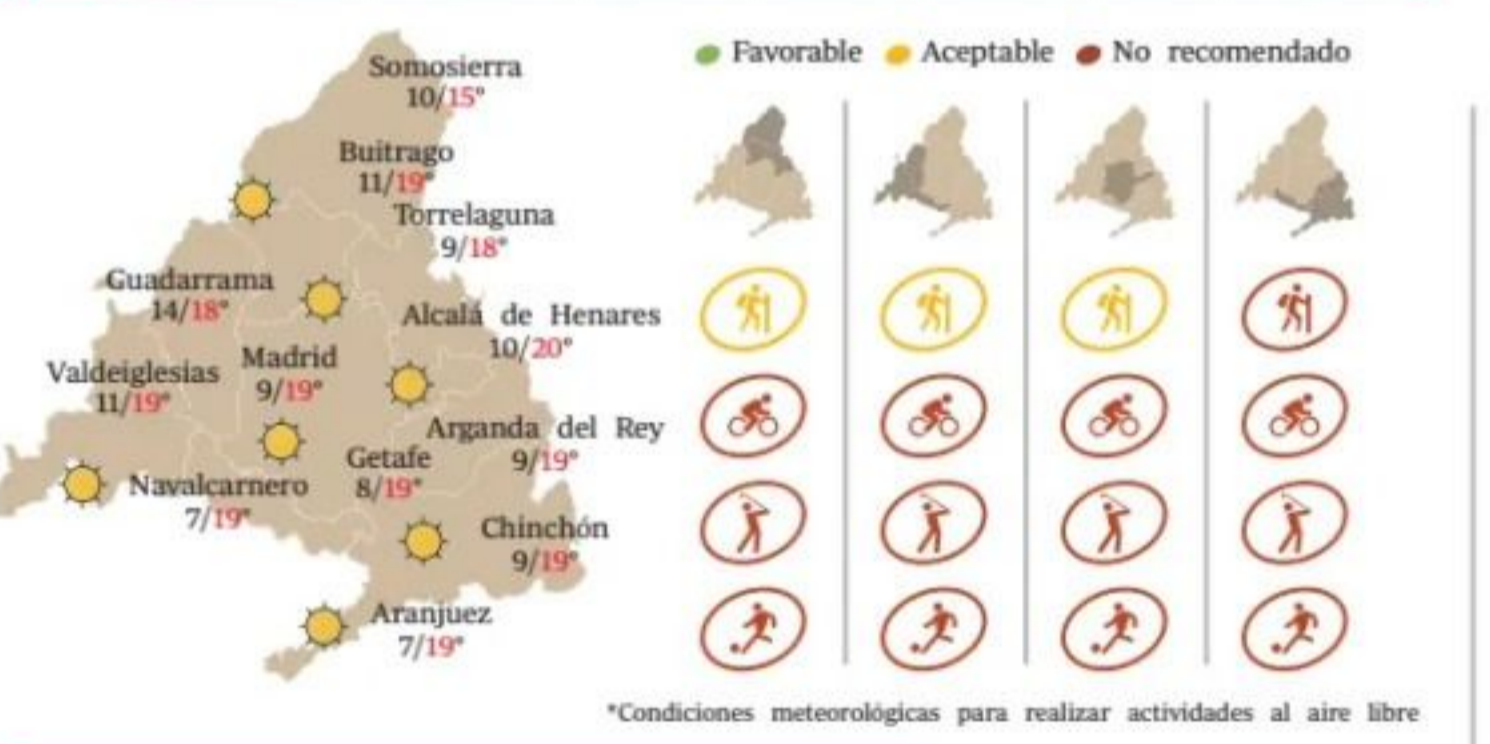 Somosierra
10/15°
Buitrago
11/19°
Torrelaguna
9/18°
Guadarrama
14/18°
Alcalá de Henares
10/20°
Madrid
9/19°
Valdeiglesias
11/19°
Arganda del Rey
9/19°
Getafe
8/19°
Navalcarnero
7/19°
Chinchón
9/19°
Aranjuez
7/19°
Favorable Aceptable No recomendado
*Condiciones meteorológicas para realizar actividades al aire libre